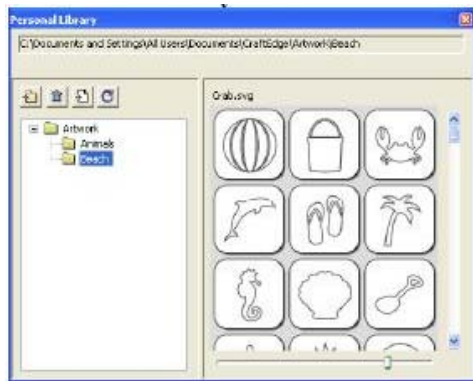 Personal Library
C:\Documents and Settings\All Users\Documents\CraftEdge\Artwork\Beach
Crab.svg
Artwork
Animals
Beach